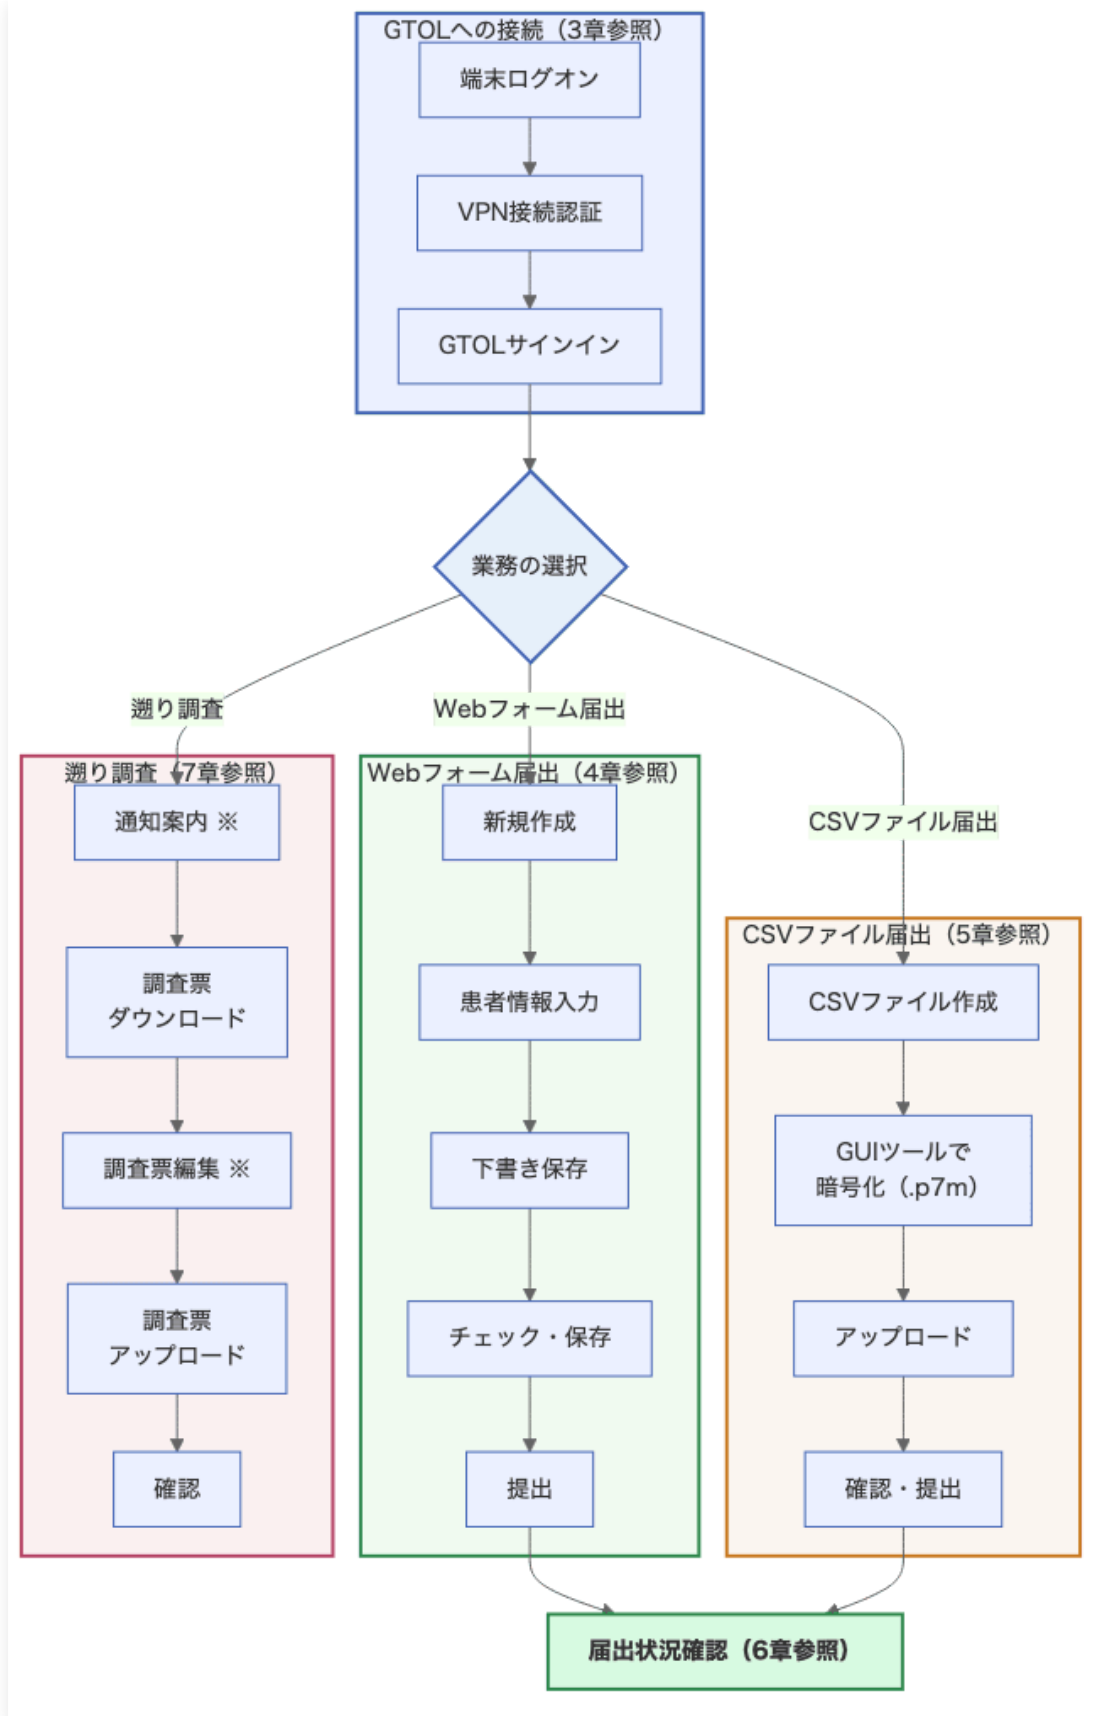 GTOLへの接続（3章参照）
端末ログオン
VPN接続認証
GTOLサインイン
業務の選択
遡り調査
Webフォーム届出
CSVファイル届出
遡り調査（7章参照）
通知案内 ※
調査票
ダウンロード
調査票編集 ※
調査票
アップロード
確認
Webフォーム届出（4章参照）
新規作成
患者情報入力
下書き保存
チェック・保存
提出
CSVファイル届出（5章参照）
CSVファイル作成
GUIツールで
暗号化（.p7m）
アップロード
確認・提出
届出状況確認（6章参照）